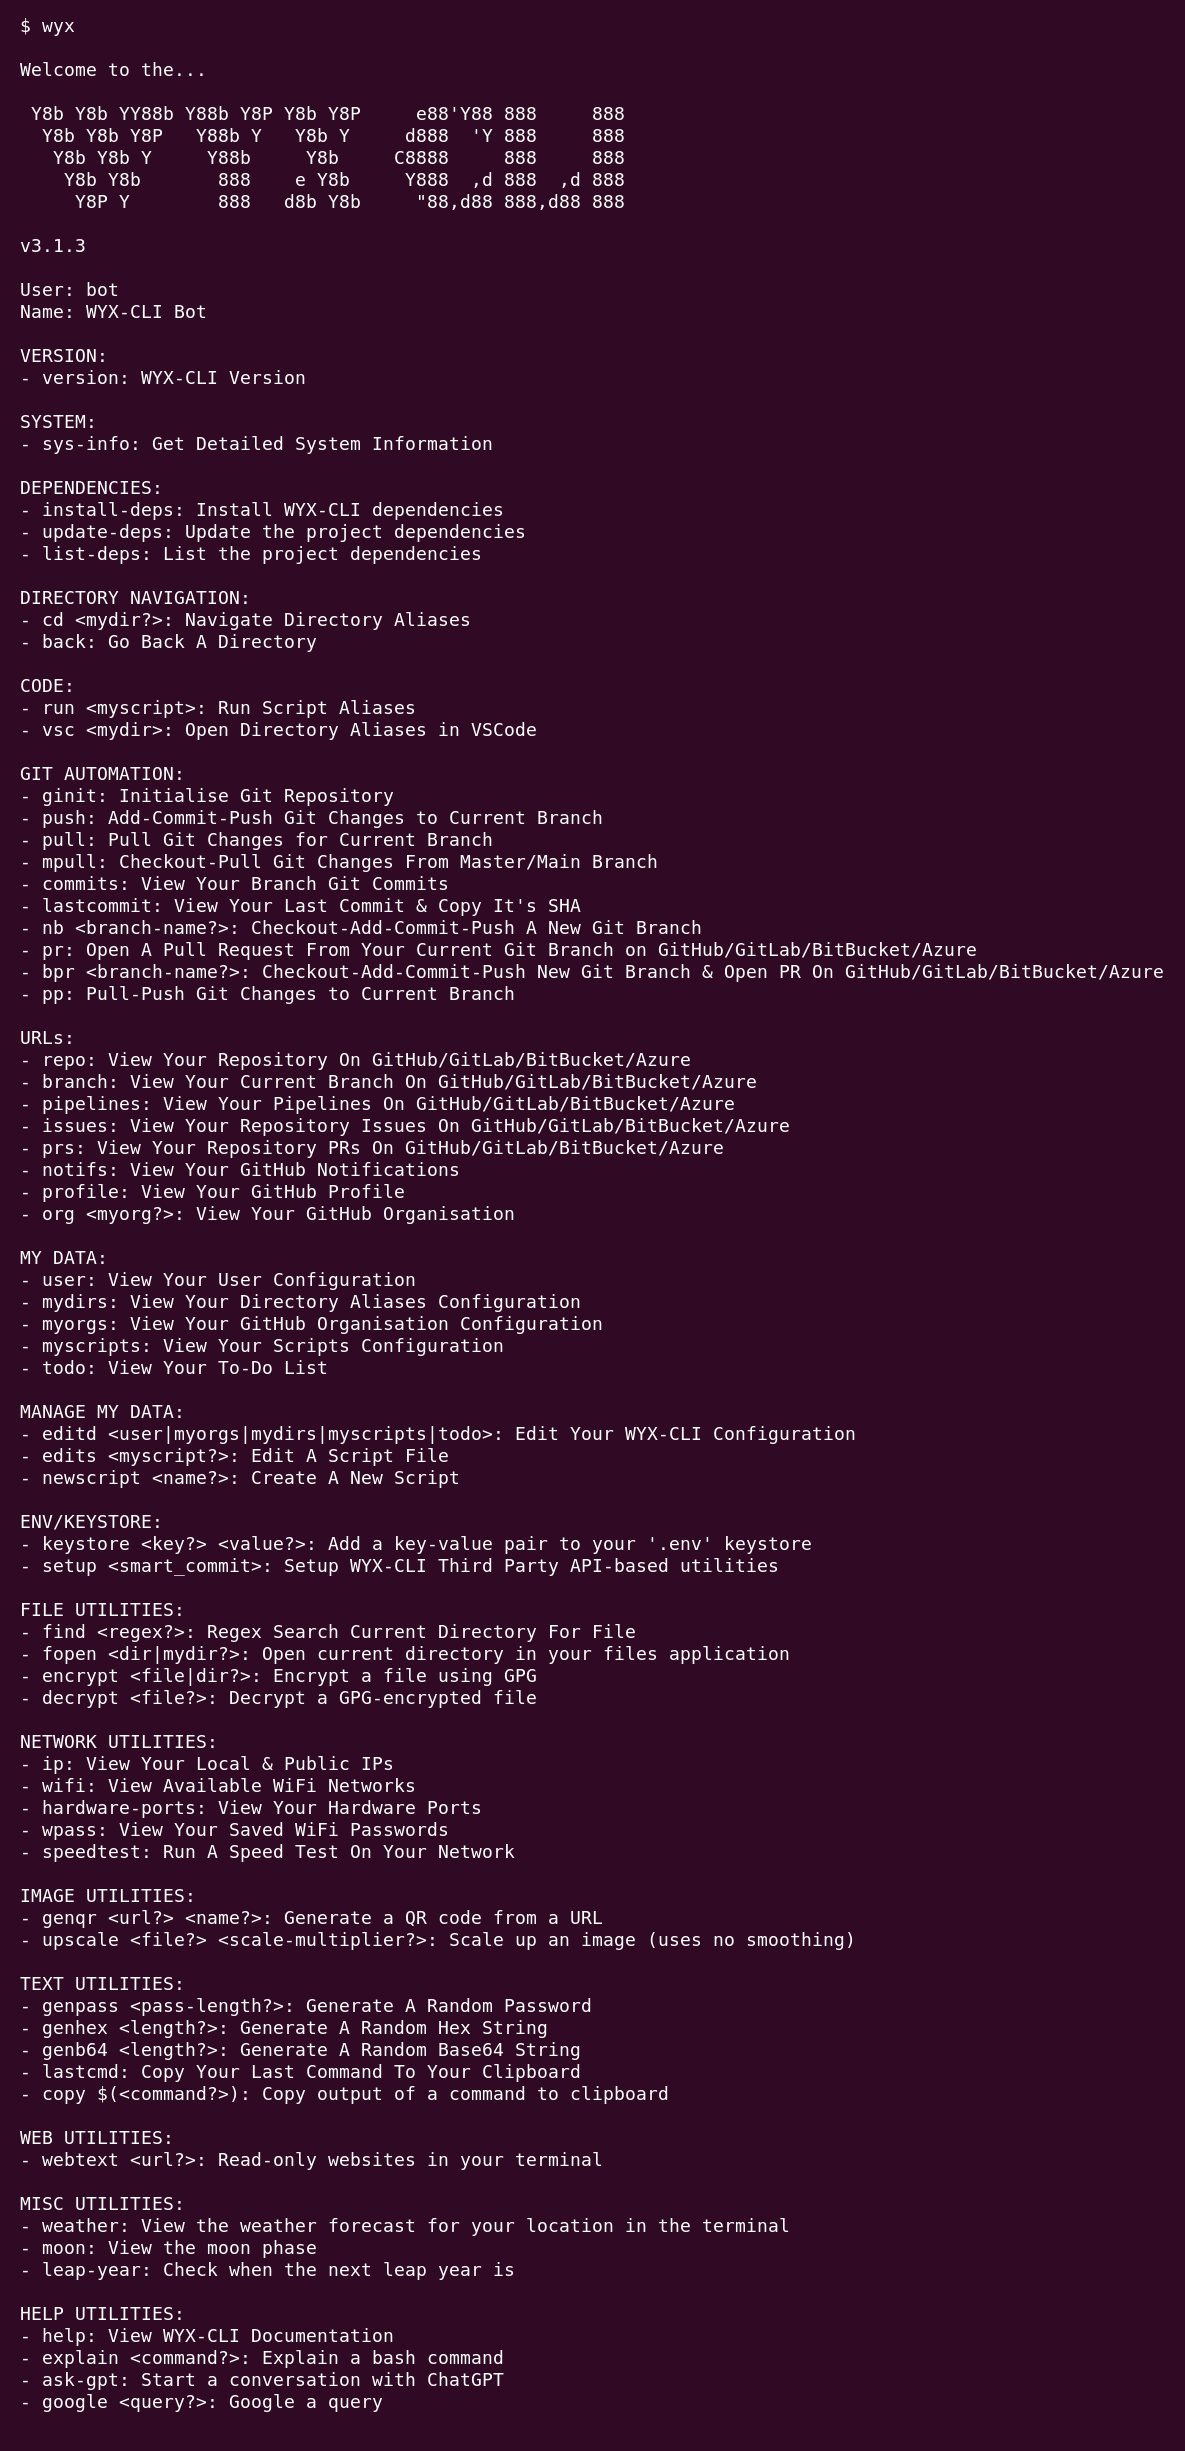 $ wyx

Welcome to the...

 Y8b Y8b YY88b Y88b Y8P Y8b Y8P     e88'Y88 888     888
  Y8b Y8b Y8P   Y88b Y   Y8b Y     d888  'Y 888     888
   Y8b Y8b Y     Y88b     Y8b     C8888     888     888
    Y8b Y8b       888    e Y8b     Y888  ,d 888  ,d 888
     Y8P Y        888   d8b Y8b     "88,d88 888,d88 888

v3.1.3

User: bot
Name: WYX-CLI Bot

VERSION:
- version: WYX-CLI Version

SYSTEM:
- sys-info: Get Detailed System Information

DEPENDENCIES:
- install-deps: Install WYX-CLI dependencies
- update-deps: Update the project dependencies
- list-deps: List the project dependencies

DIRECTORY NAVIGATION:
- cd <mydir?>: Navigate Directory Aliases
- back: Go Back A Directory

CODE:
- run <myscript>: Run Script Aliases
- vsc <mydir>: Open Directory Aliases in VSCode

GIT AUTOMATION:
- ginit: Initialise Git Repository
- push: Add-Commit-Push Git Changes to Current Branch
- pull: Pull Git Changes for Current Branch
- mpull: Checkout-Pull Git Changes From Master/Main Branch
- commits: View Your Branch Git Commits
- lastcommit: View Your Last Commit & Copy It's SHA
- nb <branch-name?>: Checkout-Add-Commit-Push A New Git Branch
- pr: Open A Pull Request From Your Current Git Branch on GitHub/GitLab/BitBucket/Azure
- bpr <branch-name?>: Checkout-Add-Commit-Push New Git Branch & Open PR On GitHub/GitLab/BitBucket/Azure
- pp: Pull-Push Git Changes to Current Branch

URLs:
- repo: View Your Repository On GitHub/GitLab/BitBucket/Azure
- branch: View Your Current Branch On GitHub/GitLab/BitBucket/Azure
- pipelines: View Your Pipelines On GitHub/GitLab/BitBucket/Azure
- issues: View Your Repository Issues On GitHub/GitLab/BitBucket/Azure
- prs: View Your Repository PRs On GitHub/GitLab/BitBucket/Azure
- notifs: View Your GitHub Notifications
- profile: View Your GitHub Profile
- org <myorg?>: View Your GitHub Organisation

MY DATA:
- user: View Your User Configuration
- mydirs: View Your Directory Aliases Configuration
- myorgs: View Your GitHub Organisation Configuration
- myscripts: View Your Scripts Configuration
- todo: View Your To-Do List

MANAGE MY DATA:
- editd <user|myorgs|mydirs|myscripts|todo>: Edit Your WYX-CLI Configuration
- edits <myscript?>: Edit A Script File
- newscript <name?>: Create A New Script

ENV/KEYSTORE:
- keystore <key?> <value?>: Add a key-value pair to your '.env' keystore
- setup <smart_commit>: Setup WYX-CLI Third Party API-based utilities

FILE UTILITIES:
- find <regex?>: Regex Search Current Directory For File
- fopen <dir|mydir?>: Open current directory in your files application
- encrypt <file|dir?>: Encrypt a file using GPG
- decrypt <file?>: Decrypt a GPG-encrypted file

NETWORK UTILITIES:
- ip: View Your Local & Public IPs
- wifi: View Available WiFi Networks
- hardware-ports: View Your Hardware Ports
- wpass: View Your Saved WiFi Passwords
- speedtest: Run A Speed Test On Your Network

IMAGE UTILITIES:
- genqr <url?> <name?>: Generate a QR code from a URL
- upscale <file?> <scale-multiplier?>: Scale up an image (uses no smoothing)

TEXT UTILITIES:
- genpass <pass-length?>: Generate A Random Password
- genhex <length?>: Generate A Random Hex String
- genb64 <length?>: Generate A Random Base64 String
- lastcmd: Copy Your Last Command To Your Clipboard
- copy $(<command?>): Copy output of a command to clipboard

WEB UTILITIES:
- webtext <url?>: Read-only websites in your terminal

MISC UTILITIES:
- weather: View the weather forecast for your location in the terminal
- moon: View the moon phase
- leap-year: Check when the next leap year is

HELP UTILITIES:
- help: View WYX-CLI Documentation
- explain <command?>: Explain a bash command
- ask-gpt: Start a conversation with ChatGPT
- google <query?>: Google a query